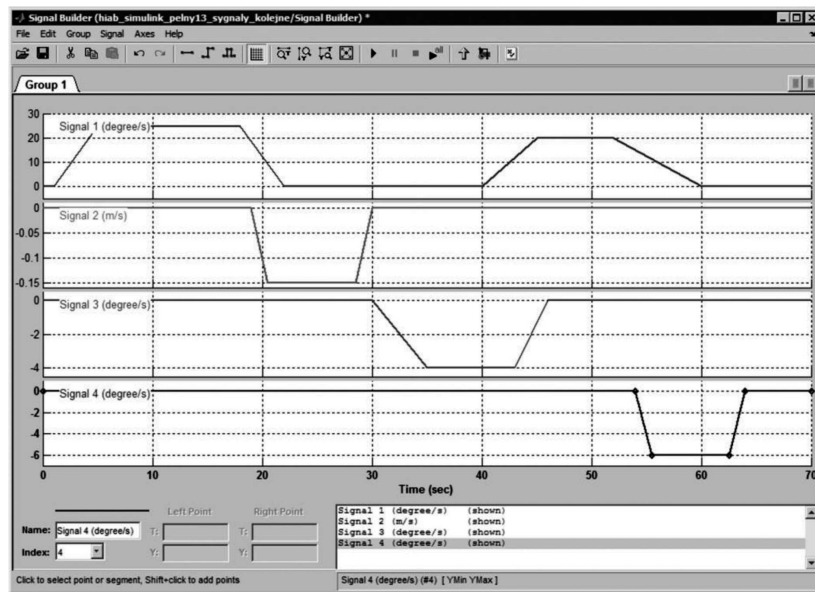 Signal Builder (hiab_simulink_pelny13_sygnaly_kolejne/Signal Builder) *
File Edit Group Signal Axes Help
all
Group 1
30
Signal 1 (degree/s)
20
10
0
0
Signal 2 (m/s)
-0.05
-0.1
-0.15
0
Signal 3 (degree/s)
-2
-4
0
Signal 4 (degree/s)
-2
-4
-6
0 10 20 30 40 50 60 70
Time (sec)
Left Point Right Point
Name: Signal 4 (degree/s) T: T:
Index: 4 Y: Y:
Signal 1 (degree/s) (shown)
Signal 2 (m/s) (shown)
Signal 3 (degree/s) (shown)
Signal 4 (degree/s) (shown)
Click to select point or segment, Shift+click to add points
Signal 4 (degree/s) (#4) [ YMin YMax ]